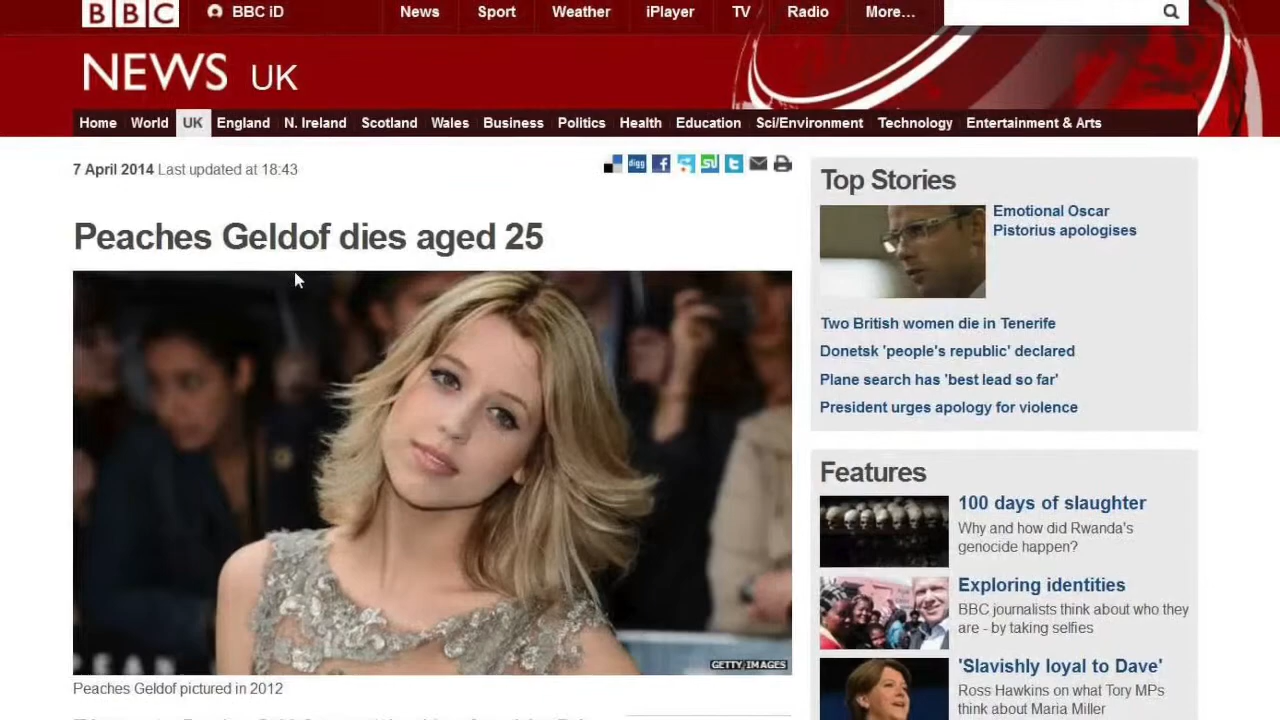 BBC
BBC iD
News
Sport
Weather
iPlayer
TV
Radio
More...
NEWS UK
Home
World
UK
England
N. Ireland
Scotland
Wales
Business
Politics
Health
Education
Sci/Environment
Technology
Entertainment & Arts
7 April 2014 Last updated at 18:43
digg
Peaches Geldof dies aged 25
GETTY IMAGES
Peaches Geldof pictured in 2012
Top Stories
Emotional Oscar
Pistorius apologises
Two British women die in Tenerife
Donetsk 'people's republic' declared
Plane search has 'best lead so far'
President urges apology for violence
Features
100 days of slaughter
Why and how did Rwanda's
genocide happen?
Exploring identities
BBC journalists think about who they
are - by taking selfies
'Slavishly loyal to Dave'
Ross Hawkins on what Tory MPs
think about Maria Miller